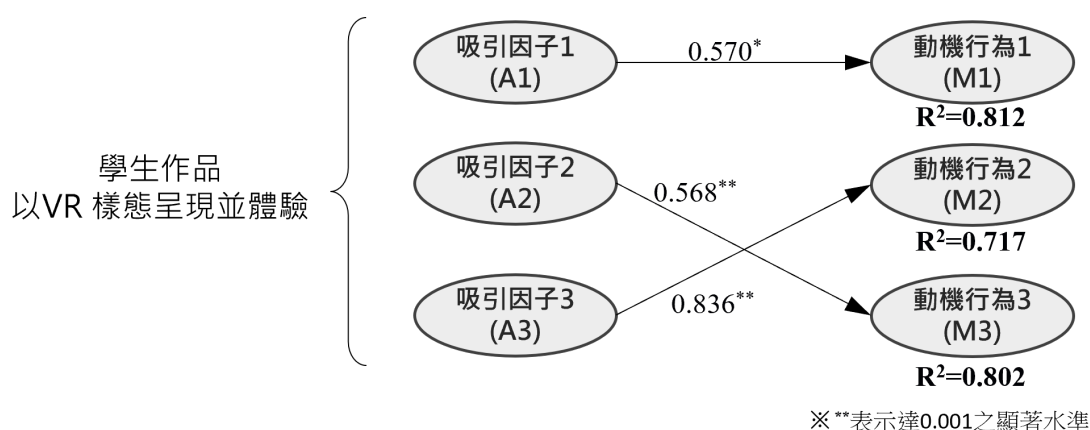 學生作品
以VR 樣態呈現並體驗
吸引因子1
(A1)
0.570*
動機行為1
(M1)
R²=0.812
吸引因子2
(A2)
0.568**
動機行為2
(M2)
R²=0.717
吸引因子3
(A3)
0.836**
動機行為3
(M3)
R²=0.802
※ **表示達0.001之顯著水準